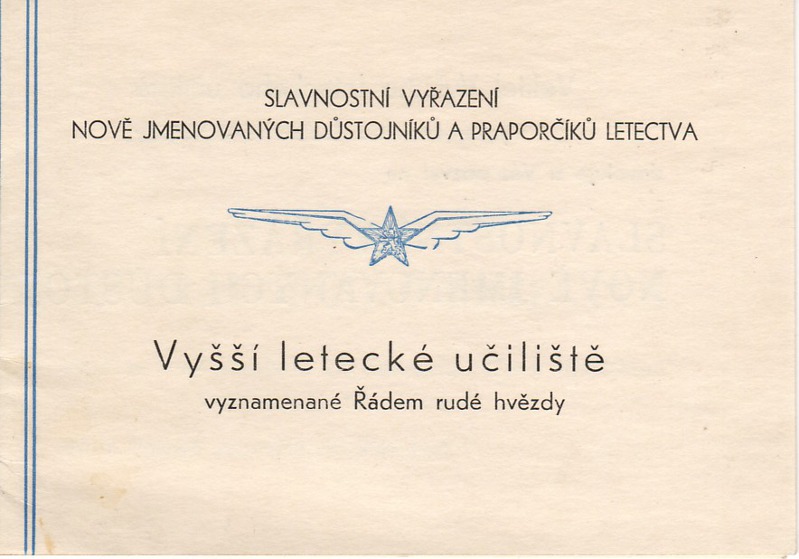 SLAVNOSTNÍ VYŘAZENÍ
NOVĚ JMENOVANÝCH DŮSTOJNÍKŮ A PRAPORČÍKŮ LETECTVA
Vyšší letecké učiliště
vyznamenané Řádem rudé hvězdy